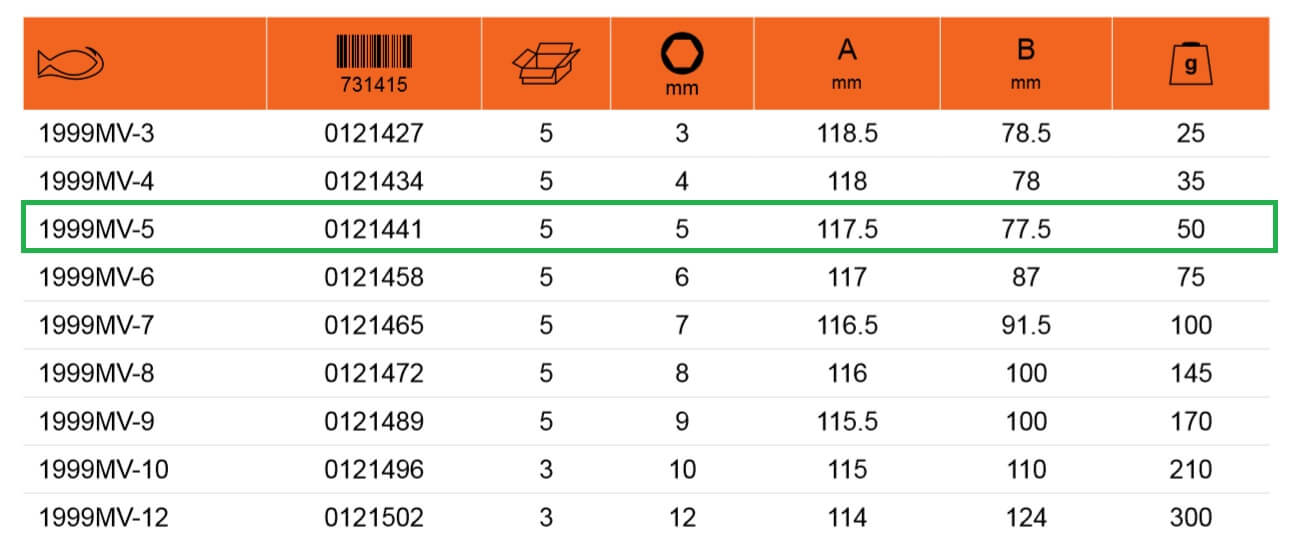 731415 mm A mm B mm g
1999MV-3 0121427 5 3 118.5 78.5 25
1999MV-4 0121434 5 4 118 78 35
1999MV-5 0121441 5 5 117.5 77.5 50
1999MV-6 0121458 5 6 117 87 75
1999MV-7 0121465 5 7 116.5 91.5 100
1999MV-8 0121472 5 8 116 100 145
1999MV-9 0121489 5 9 115.5 100 170
1999MV-10 0121496 3 10 115 110 210
1999MV-12 0121502 3 12 114 124 300